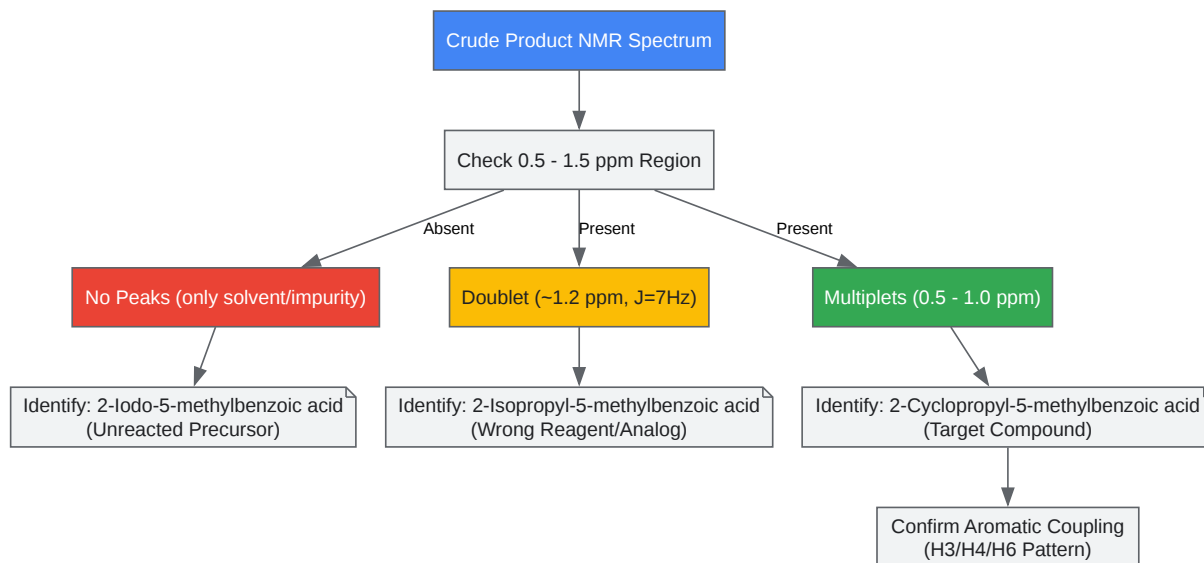 Crude Product NMR Spectrum
Check 0.5 - 1.5 ppm Region
Absent
Present
Present
No Peaks (only solvent/impurity)
Doublet (~1.2 ppm, J=7Hz)
Multiplets (0.5 - 1.0 ppm)
Identify: 2-Iodo-5-methylbenzoic acid
(Unreacted Precursor)
Identify: 2-Isopropyl-5-methylbenzoic acid
(Wrong Reagent/Analog)
Identify: 2-Cyclopropyl-5-methylbenzoic acid
(Target Compound)
Confirm Aromatic Coupling
(H3/H4/H6 Pattern)